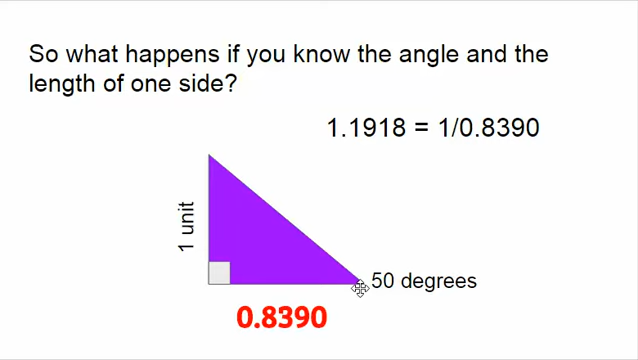 So what happens if you know the angle and the
length of one side?
1.1918 = 1/0.8390
1 unit
50 degrees
0.8390